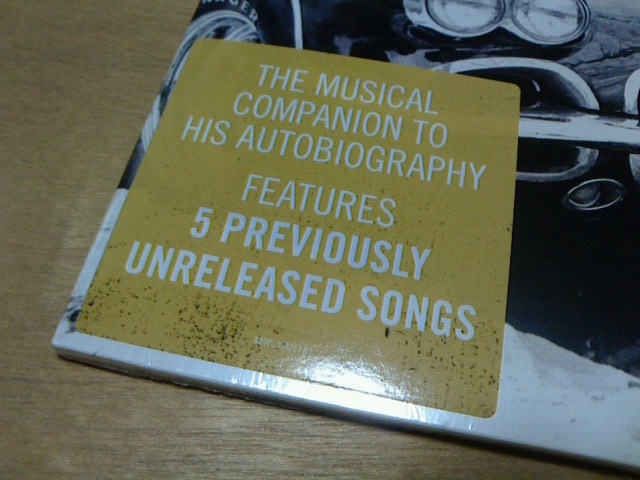 THE MUSICAL
COMPANION TO
HIS AUTOBIOGRAPHY
FEATURES
5 PREVIOUSLY
UNRELEASED SONGS